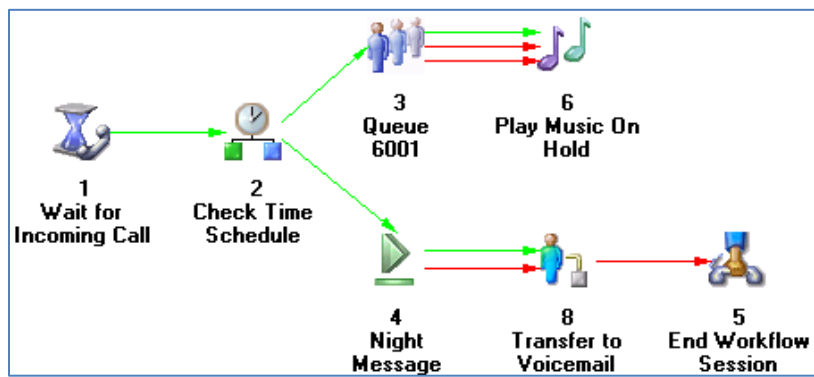 3
Queue
6001
6
Play Music On
Hold
1
Wait for
Incoming Call
2
Check Time
Schedule
4
Night
Message
8
Transfer to
Voicemail
5
End Workflow
Session